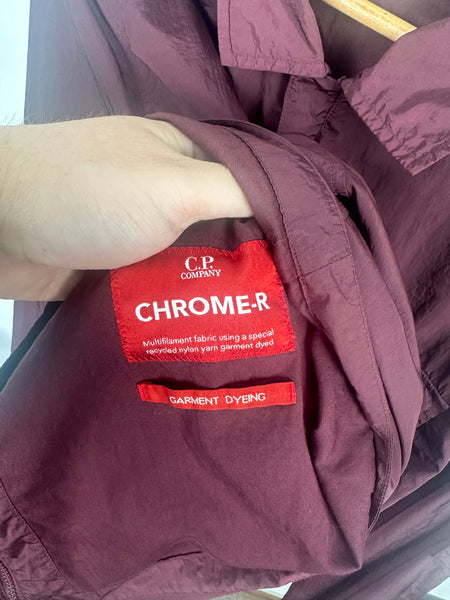 C.P.
COMPANY
CHROME-R
Multifilament fabric using a special
recycled nylon yarn garment dyed
GARMENT DYEING